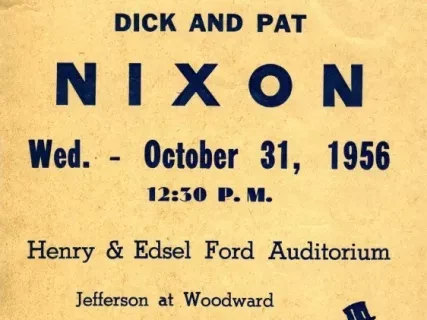 DICK AND PAT
NIXON
Wed. - October 31, 1956
12:30 P. M.
Henry & Edsel Ford Auditorium
Jefferson at Woodward